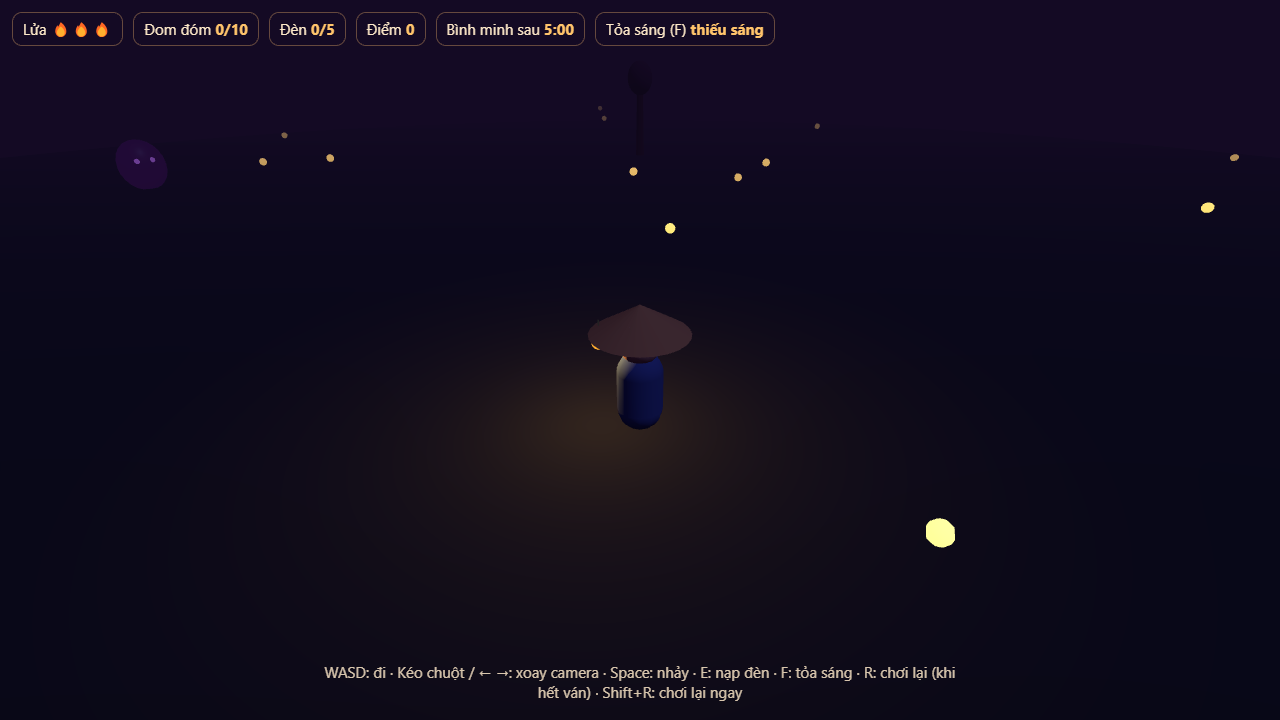 Lửa 🔥 🔥 🔥
Đom đóm 0/10
Đèn 0/5
Điểm 0
Bình minh sau 5:00
Tỏa sáng (F) thiếu sáng
WASD: đi · Kéo chuột / ← →: xoay camera · Space: nhảy · E: nạp đèn · F: tỏa sáng · R: chơi lại (khi
hết ván) · Shift+R: chơi lại ngay